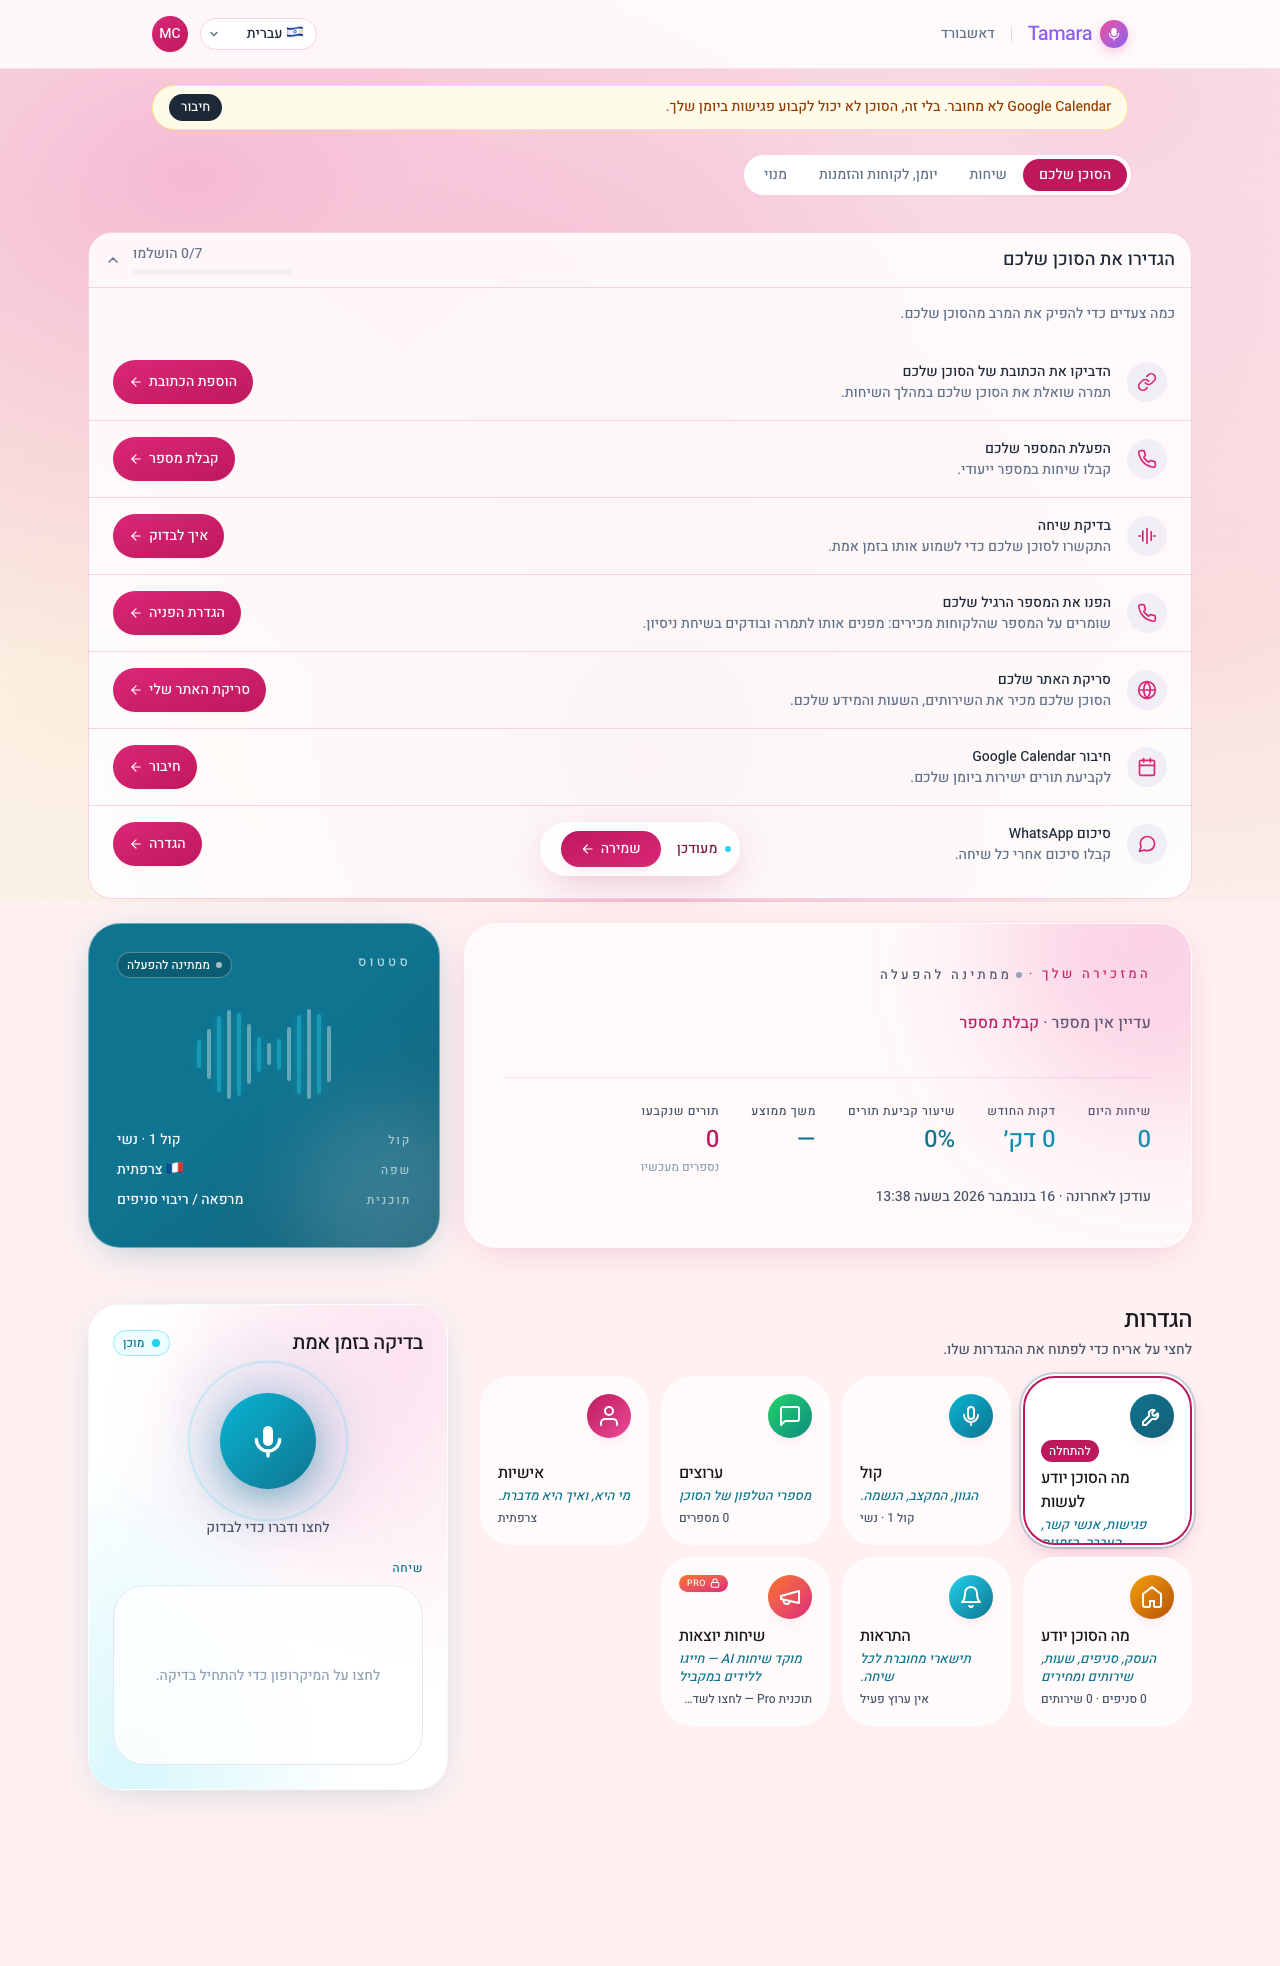 Tamara
דאשבורד
🇮🇱 עברית
MC
Google Calendar לא מחובר. בלי זה, הסוכן לא יכול לקבוע פגישות ביומן שלך.
חיבור
הסוכן שלכם
שיחות
יומן, לקוחות והזמנות
מנוי
הגדירו את הסוכן שלכם
0/7 הושלמו
כמה צעדים כדי להפיק את המרב מהסוכן שלכם.
הדביקו את הכתובת של הסוכן שלכם
תמרה שואלת את הסוכן שלכם במהלך השיחות.
הוספת הכתובת ←
הפעלת המספר שלכם
קבלו שיחות במספר ייעודי.
קבלת מספר ←
בדיקת שיחה
התקשרו לסוכן שלכם כדי לשמוע אותו בזמן אמת.
איך לבדוק ←
הפנו את המספר הרגיל שלכם
שומרים על המספר שהלקוחות מכירים: מפנים אותו לתמרה ובודקים בשיחת ניסיון.
הגדרת הפניה ←
סריקת האתר שלכם
הסוכן שלכם מכיר את השירותים, השעות והמידע שלכם.
סריקת האתר שלי ←
חיבור Google Calendar
לקביעת תורים ישירות ביומן שלכם.
חיבור ←
סיכום WhatsApp
קבלו סיכום אחרי כל שיחה.
הגדרה ←
מעודכן
שמירה ←
המזכירה שלך · ממתינה להפעלה
עדיין אין מספר · קבלת מספר
שיחות היום
0
דקות החודש
0 דק׳
שיעור קביעת תורים
0%
משך ממוצע
—
תורים שנקבעו
0
נספרים מעכשיו
עודכן לאחרונה · 16 בנובמבר 2026 בשעה 13:38
סטטוס
ממתינה להפעלה
קול
קול 1 · נשי
שפה
🇫🇷 צרפתית
תוכנית
מרפאה / ריבוי סניפים
הגדרות
לחצי על אריח כדי לפתוח את ההגדרות שלו.
להתחלה
מה הסוכן יודע לעשות
פגישות, אנשי קשר,
קול
הגוון, המקצב, הנשמה.
קול 1 · נשי
ערוצים
מספרי הטלפון של הסוכן
0 מספרים
אישיות
מי היא, ואיך היא מדברת.
צרפתית
מה הסוכן יודע
העסק, סניפים, שעות,
שירותים ומחירים
0 סניפים · 0 שירותים
התראות
תישארי מחוברת לכל
שיחה.
אין ערוץ פעיל
PRO
שיחות יוצאות
מוקד שיחות AI — חייגו
ללידים במקביל
תוכנית Pro — לחצו לשד...
בדיקה בזמן אמת
מוכן
לחצו ודברו כדי לבדוק
שיחה
לחצו על המיקרופון כדי להתחיל בדיקה.